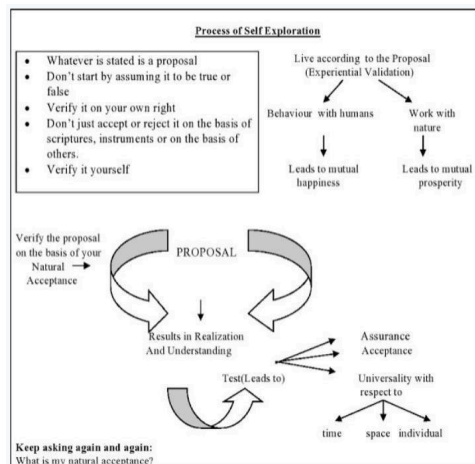 Process of Self Exploration
• Whatever is stated is a proposal
• Don't start by assuming it to be true or
false
• Verify it on your own right
• Don't just accept or reject it on the basis of
scriptures, instruments or on the basis of
others.
• Verify it yourself
Live according to the Proposal
(Experiential Validation)
Behaviour with humans
Work with
nature
Leads to mutual
happiness
Leads to mutual
prosperity
Verify the proposal
on the basis of your
Natural
Acceptance
PROPOSAL
Results in Realization
And Understanding
Test(Leads to)
Assurance
Acceptance
Universality with
respect to
time space individual
Keep asking again and again:
What is my natural acceptance?